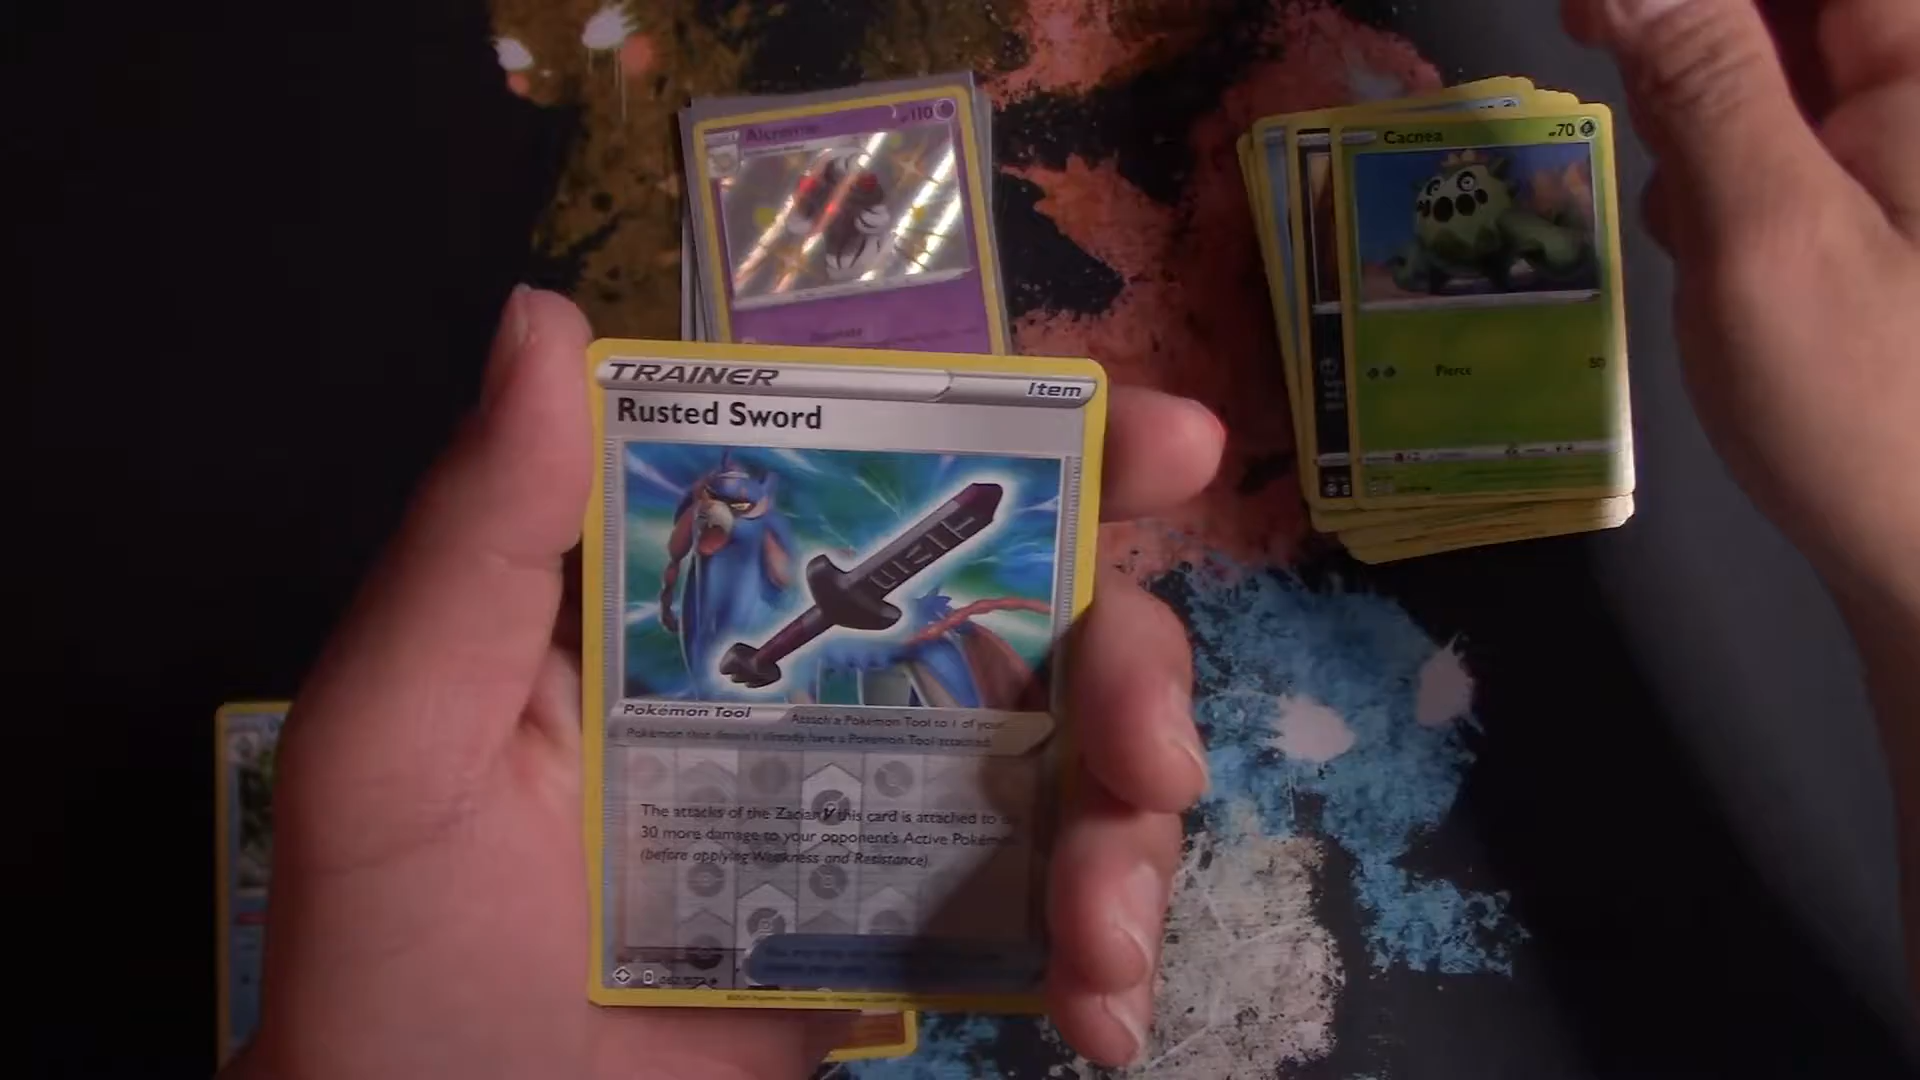 Alcremie
110
Cacnea
70
Pierce
TRAINER
Item
Rusted Sword
Pokémon Tool
Attach a Pokémon Tool to 1 of your
Pokémon that doesn't already have a Pokémon Tool attached.
The attacks of the Zacian V this card is attached to
30 more damage to your opponent's Active
(before applying Weakness and Resistance).
D